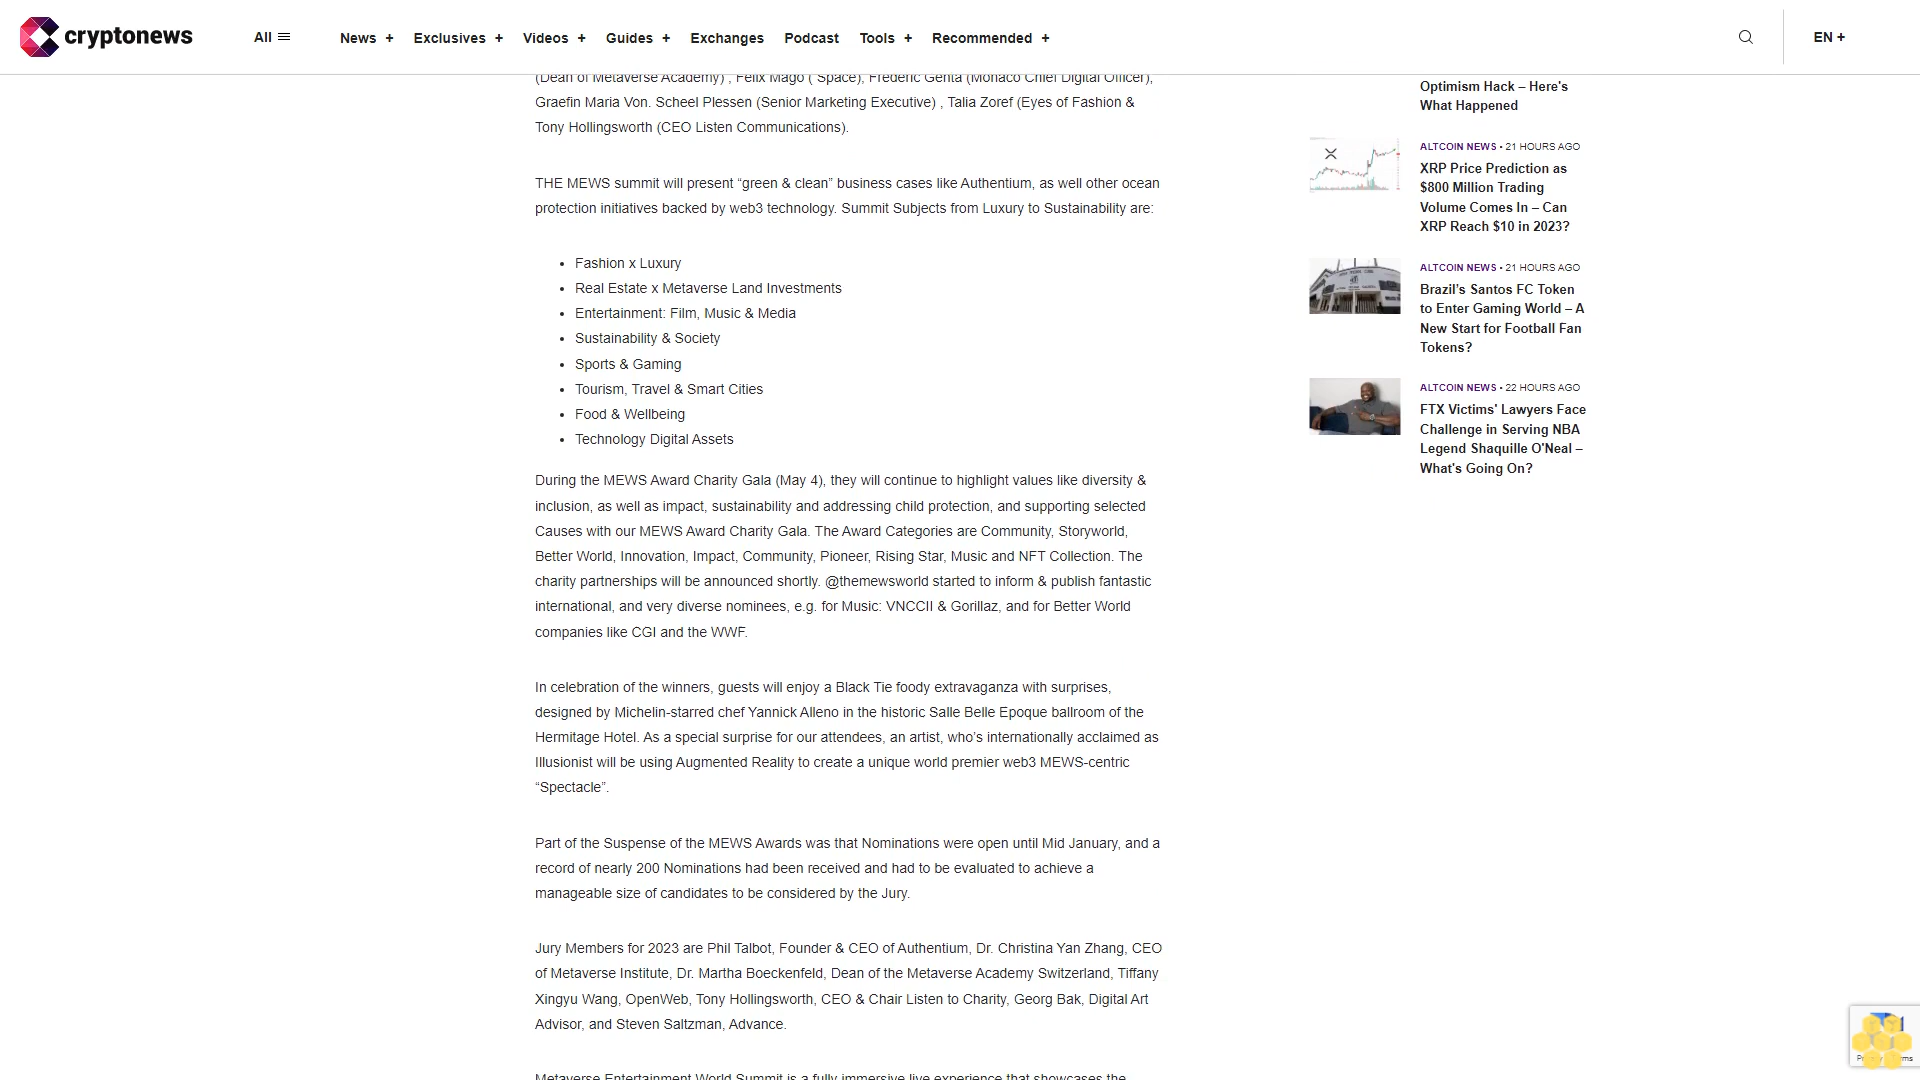 cryptonews
All
News +
Exclusives +
Videos +
Guides +
Exchanges
Podcast
Tools +
Recommended +
EN +
(Dean of Metaverse Academy) , Felix Mago ( Space), Frederic Genta (Monaco Chief Digital Officer),
Graefin Maria Von. Scheel Plessen (Senior Marketing Executive) , Talia Zoref (Eyes of Fashion &
Tony Hollingsworth (CEO Listen Communications).
THE MEWS summit will present “green & clean” business cases like Authentium, as well other ocean
protection initiatives backed by web3 technology. Summit Subjects from Luxury to Sustainability are:
• Fashion x Luxury
• Real Estate x Metaverse Land Investments
• Entertainment: Film, Music & Media
• Sustainability & Society
• Sports & Gaming
• Tourism, Travel & Smart Cities
• Food & Wellbeing
• Technology Digital Assets
During the MEWS Award Charity Gala (May 4), they will continue to highlight values like diversity &
inclusion, as well as impact, sustainability and addressing child protection, and supporting selected
Causes with our MEWS Award Charity Gala. The Award Categories are Community, Storyworld,
Better World, Innovation, Impact, Community, Pioneer, Rising Star, Music and NFT Collection. The
charity partnerships will be announced shortly. @themewsworld started to inform & publish fantastic
international, and very diverse nominees, e.g. for Music: VNCCII & Gorillaz, and for Better World
companies like CGI and the WWF.
In celebration of the winners, guests will enjoy a Black Tie foody extravaganza with surprises,
designed by Michelin-starred chef Yannick Alleno in the historic Salle Belle Epoque ballroom of the
Hermitage Hotel. As a special surprise for our attendees, an artist, who’s internationally acclaimed as
Illusionist will be using Augmented Reality to create a unique world premier web3 MEWS-centric
“Spectacle”.
Part of the Suspense of the MEWS Awards was that Nominations were open until Mid January, and a
record of nearly 200 Nominations had been received and had to be evaluated to achieve a
manageable size of candidates to be considered by the Jury.
Jury Members for 2023 are Phil Talbot, Founder & CEO of Authentium, Dr. Christina Yan Zhang, CEO
of Metaverse Institute, Dr. Martha Boeckenfeld, Dean of the Metaverse Academy Switzerland, Tiffany
Xingyu Wang, OpenWeb, Tony Hollingsworth, CEO & Chair Listen to Charity, Georg Bak, Digital Art
Advisor, and Steven Saltzman, Advance.
Metaverse Entertainment World Summit is a fully immersive live experience that showcases the
Optimism Hack – Here's
What Happened
ALTCOIN NEWS • 21 HOURS AGO
XRP Price Prediction as
$800 Million Trading
Volume Comes In – Can
XRP Reach $10 in 2023?
ALTCOIN NEWS • 21 HOURS AGO
Brazil’s Santos FC Token
to Enter Gaming World – A
New Start for Football Fan
Tokens?
ALTCOIN NEWS • 22 HOURS AGO
FTX Victims' Lawyers Face
Challenge in Serving NBA
Legend Shaquille O'Neal –
What's Going On?